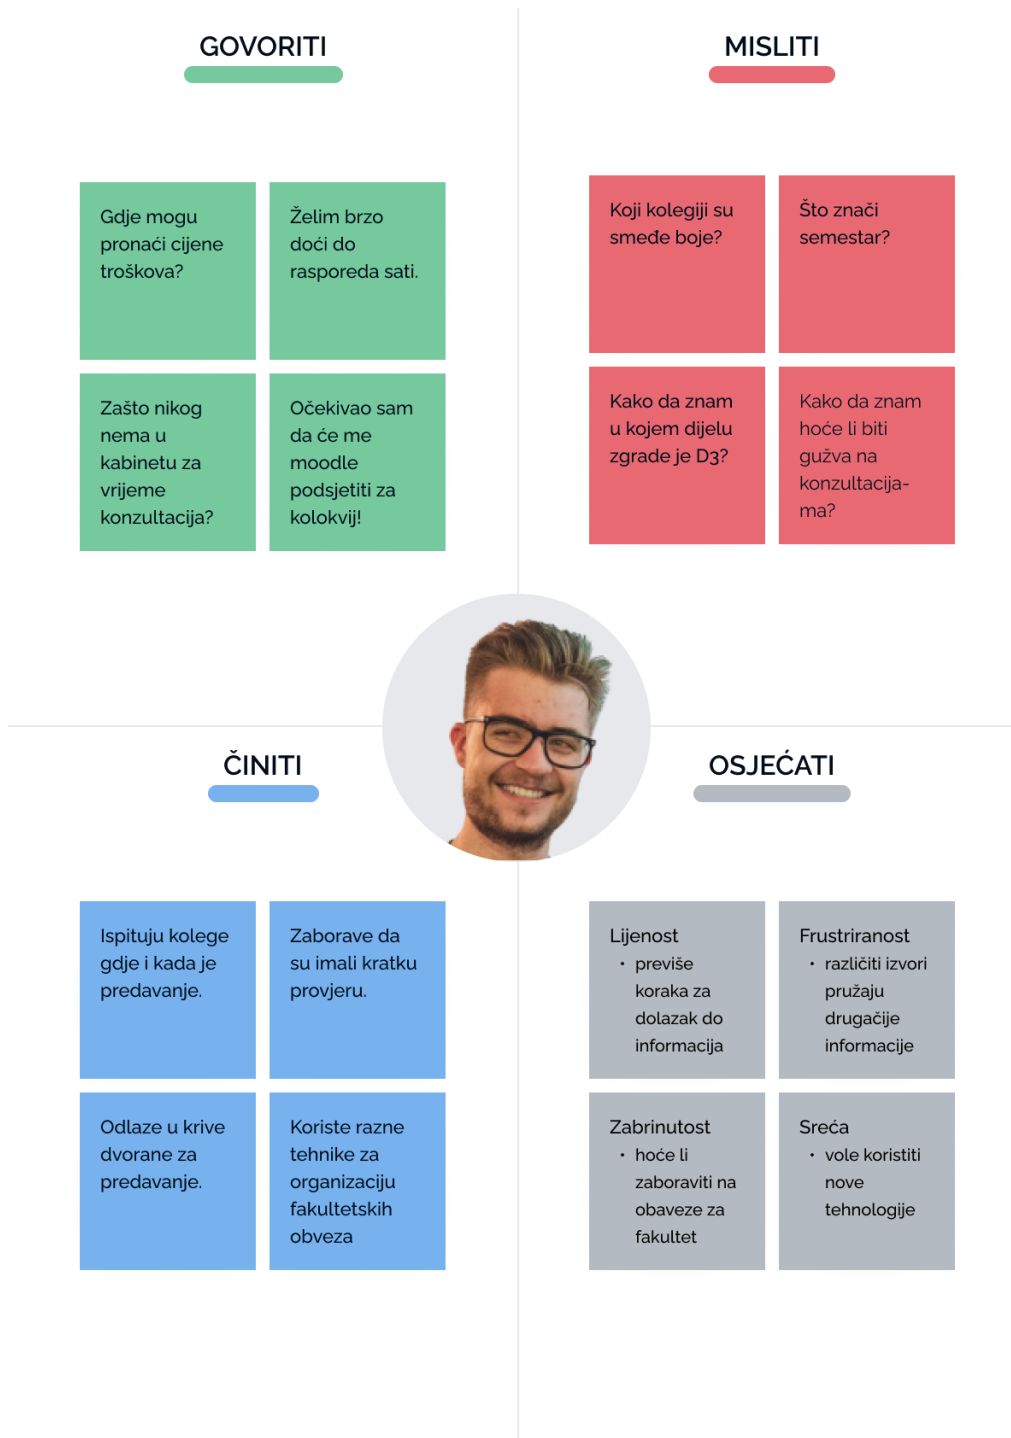 GOVORITI
Gdje mogu
pronaći cijene
troškova?
Želim brzo
doći do
rasporeda sati.
Zašto nikog
nema u
kabinetu za
vrijeme
konzultacija?
Očekivao sam
da će me
moodle
podsjetiti za
kolokvij!
MISLITI
Koji kolegiji su
smeđe boje?
Što znači
semestar?
Kako da znam
u kojem dijelu
zgrade je D3?
Kako da znam
hoće li biti
gužva na
konzultacija-
ma?
ČINITI
Ispituju kolege
gdje i kada je
predavanje.
Zaborave da
su imali kratku
provjeru.
Odlaze u krive
dvorane za
predavanje.
Koriste razne
tehnike za
organizaciju
fakultetskih
obveza
OSJEĆATI
Lijenost
• previše
koraka za
dolazak do
informacija
Frustriranost
• različiti izvori
pružaju
drugačije
informacije
Zabrinutost
• hoće li
zaboraviti na
obaveze za
fakultet
Sreća
• vole koristiti
nove
tehnologije